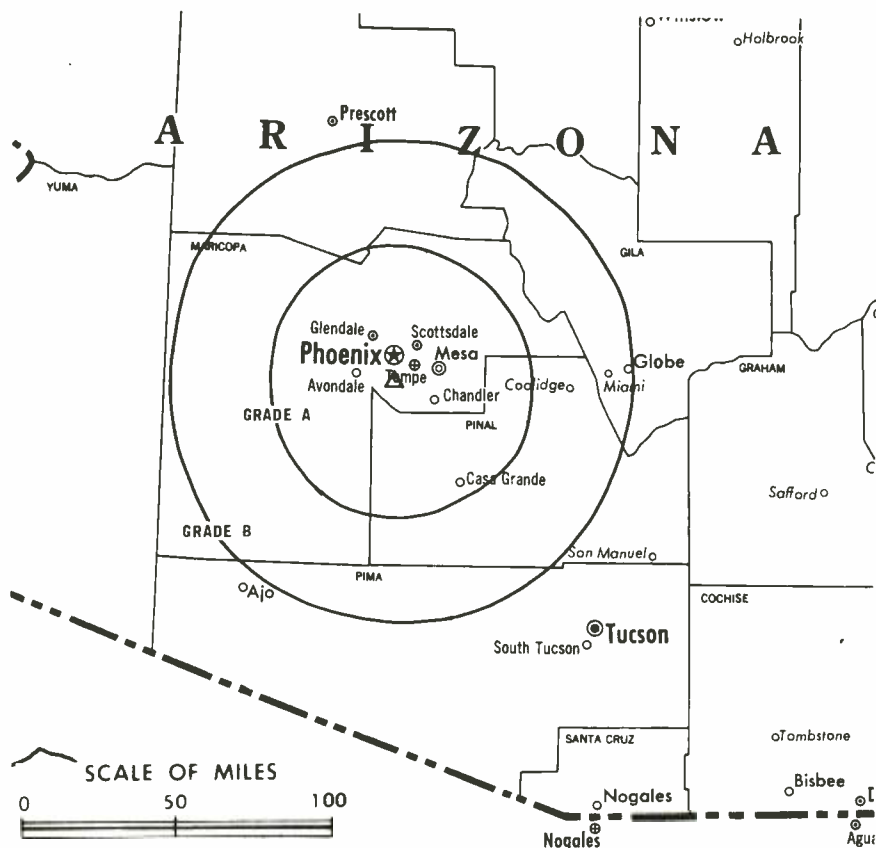 Holbrook
Prescott
A R I Z O N A
YUMA
MARICOPA
GILA
Glendale
Scottsdale
Phoenix
Mesa
Globe
Tempe
Miami
GRAHAM
Avondale
Coolidge
Chandler
GRADE A
PINAL
Casa Grande
Safford
GRADE B
San Manuel
PIMA
Ajo
COCHISE
Tucson
South Tucson
SANTA CRUZ
Tombstone
SCALE OF MILES
0 50 100
Bisbee
Nogales
Nogales